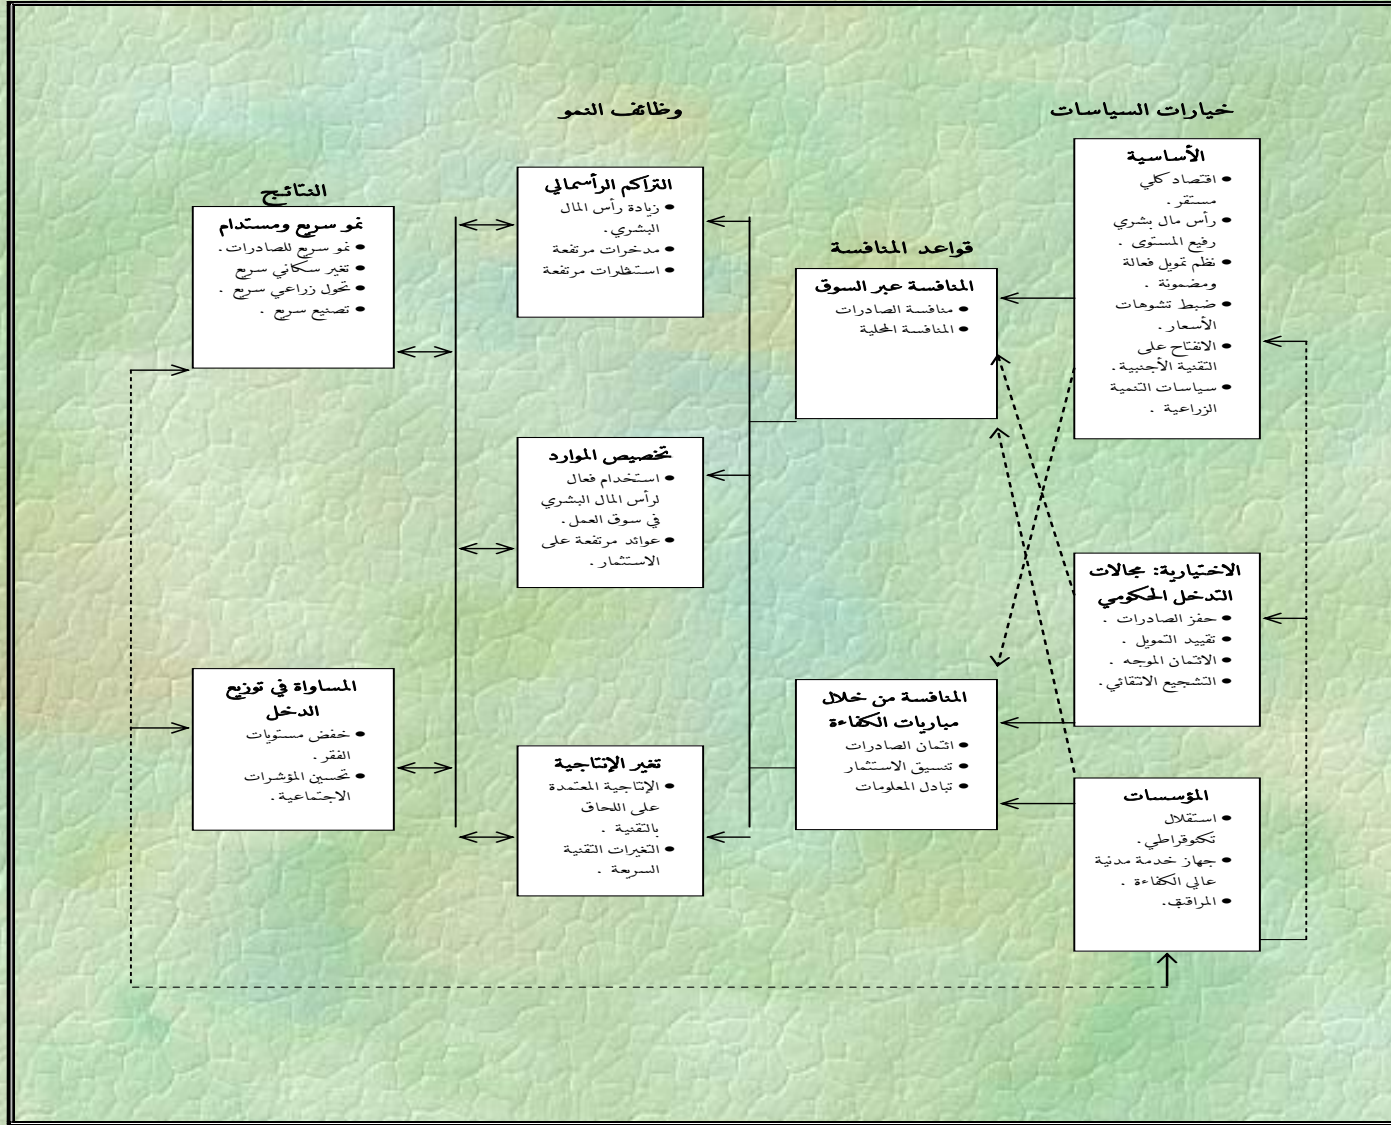 خيارات السياسات
الأساسية
• اقتصاد كلي
مستقر .
• رأس مال بشري
رفيع المستوى .
• نظم تمويل فعالة
ومضمونة .
• ضبط تشوهات
الأسعار .
• الانفتاح على
التقنية الأجنبية .
• سياسات التنمية
الزراعية .
الاختيارية: مجالات
التدخل الحكومي
• حفز الصادرات .
• تقييد التمويل .
• الائتمان الموجه .
• التشجيع الانتقائي .
المؤسسات
• استقلال
تكنوقراطي .
• جهاز خدمة مدنية
عالي الكفاءة .
• المراقبة .
قواعد المنافسة
المنافسة عبر السوق
• منافسة الصادرات
• المنافسة المحلية
المنافسة من خلال
مباريات الكفاءة
• ائتمان الصادرات
• تنسيق الاستثمار
• تبادل المعلومات
وظائف النمو
التراكم الرأسمالي
• زيادة رأس المال
البشري .
• مدخرات مرتفعة
• استثمارات مرتفعة
تخصيص الموارد
• استخدام فعال
لرأس المال البشري
في سوق العمل .
• عوائد مرتفعة على
الاستثمار .
تغير الإنتاجية
• الإنتاجية المعتمدة
على اللحاق
بالتقنية .
• التغيرات التقنية
السريعة .
النتائج
نمو سريع ومستدام
• نمو سريع للصادرات .
• تغير سكاني سريع
• تحول زراعي سريع .
• تصنيع سريع .
المساواة في توزيع
الدخل
• خفض مستويات
الفقر .
• تحسين المؤشرات
الاجتماعية .